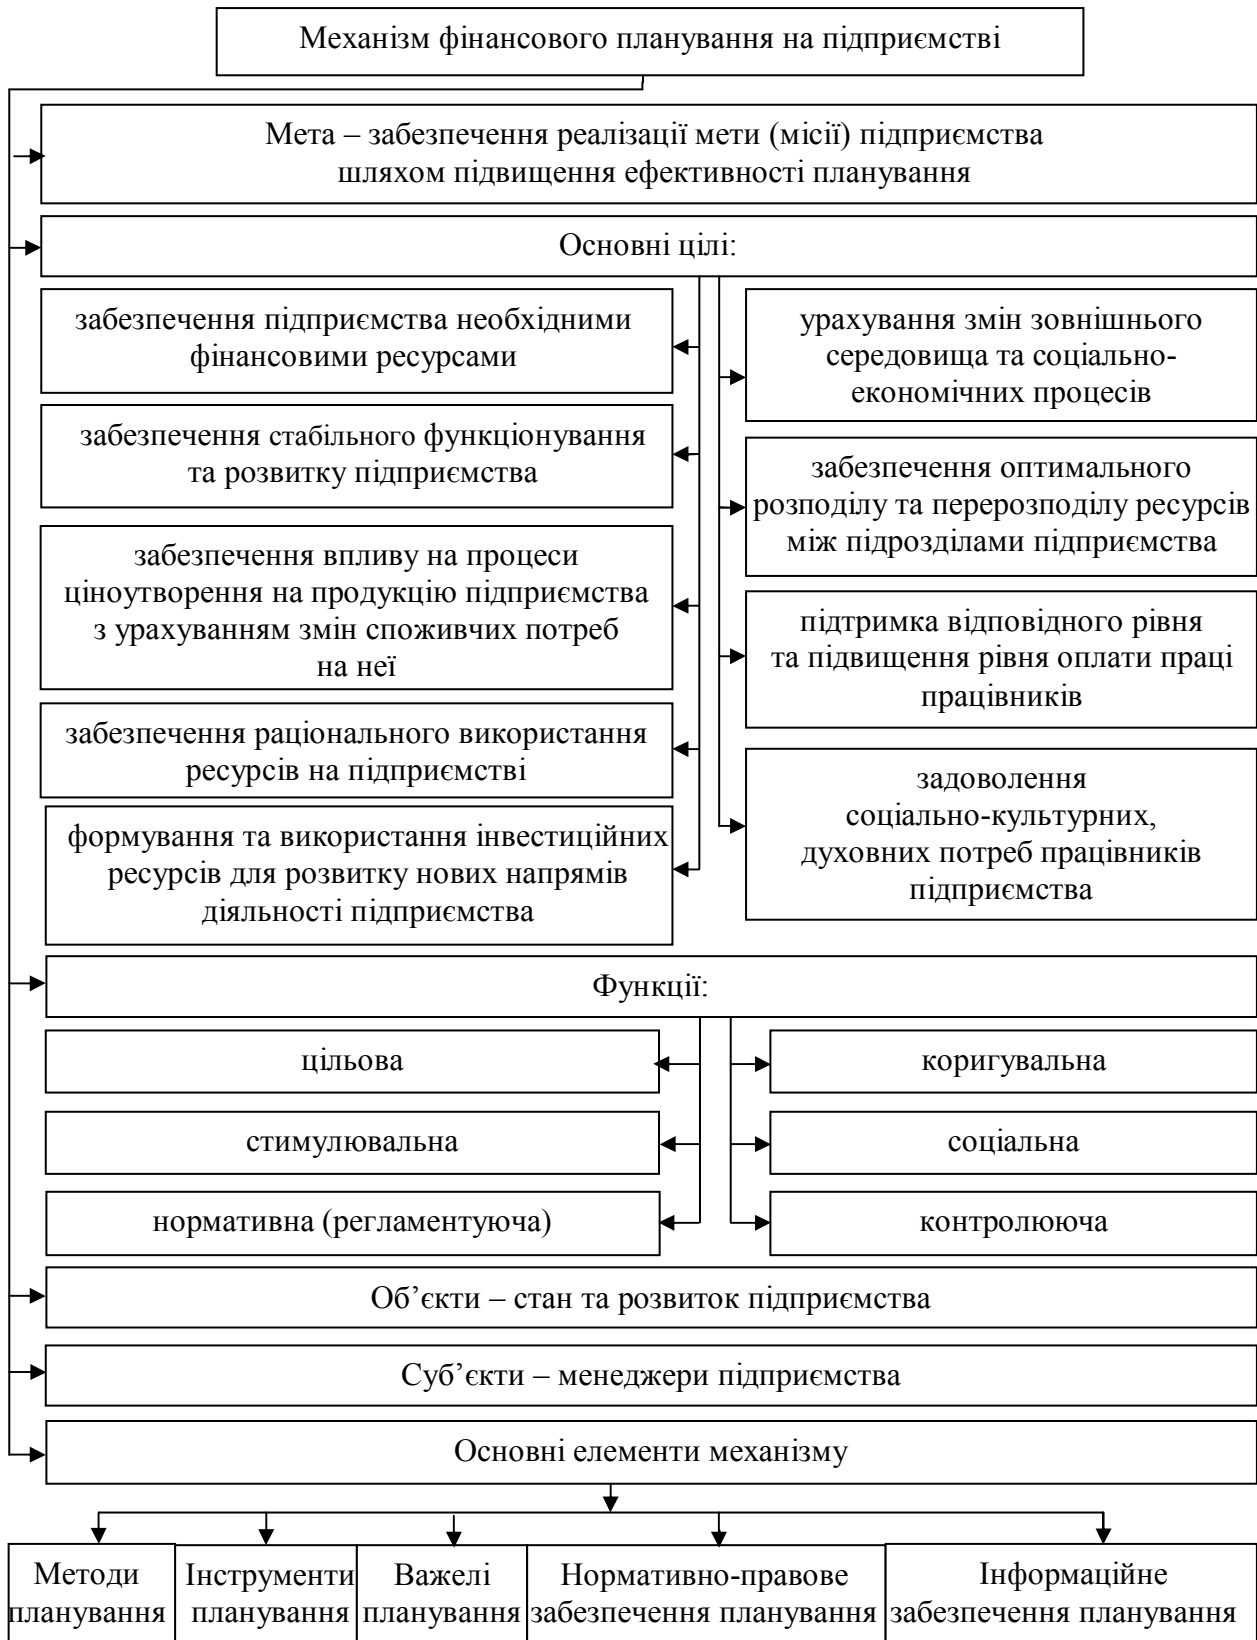 Механізм фінансового планування на підприємстві
Мета – забезпечення реалізації мети (місії) підприємства
шляхом підвищення ефективності планування
Основні цілі:
забезпечення підприємства необхідними
фінансовими ресурсами
забезпечення стабільного функціонування
та розвитку підприємства
забезпечення впливу на процеси
ціноутворення на продукцію підприємства
з урахуванням змін споживчих потреб
на неї
забезпечення раціонального використання
ресурсів на підприємстві
формування та використання інвестиційних
ресурсів для розвитку нових напрямів
діяльності підприємства
урахування змін зовнішнього
середовища та соціально-
економічних процесів
забезпечення оптимального
розподілу та перерозподілу ресурсів
між підрозділами підприємства
підтримка відповідного рівня
та підвищення рівня оплати праці
працівників
задоволення
соціально-культурних,
духовних потреб працівників
підприємства
Функції:
цільова
коригувальна
стимулювальна
соціальна
нормативна (регламентуюча)
контролююча
Об’єкти – стан та розвиток підприємства
Суб’єкти – менеджери підприємства
Основні елементи механізму
Методи
планування
Інструменти
планування
Важелі
планування
Нормативно-правове
забезпечення планування
Інформаційне
забезпечення планування